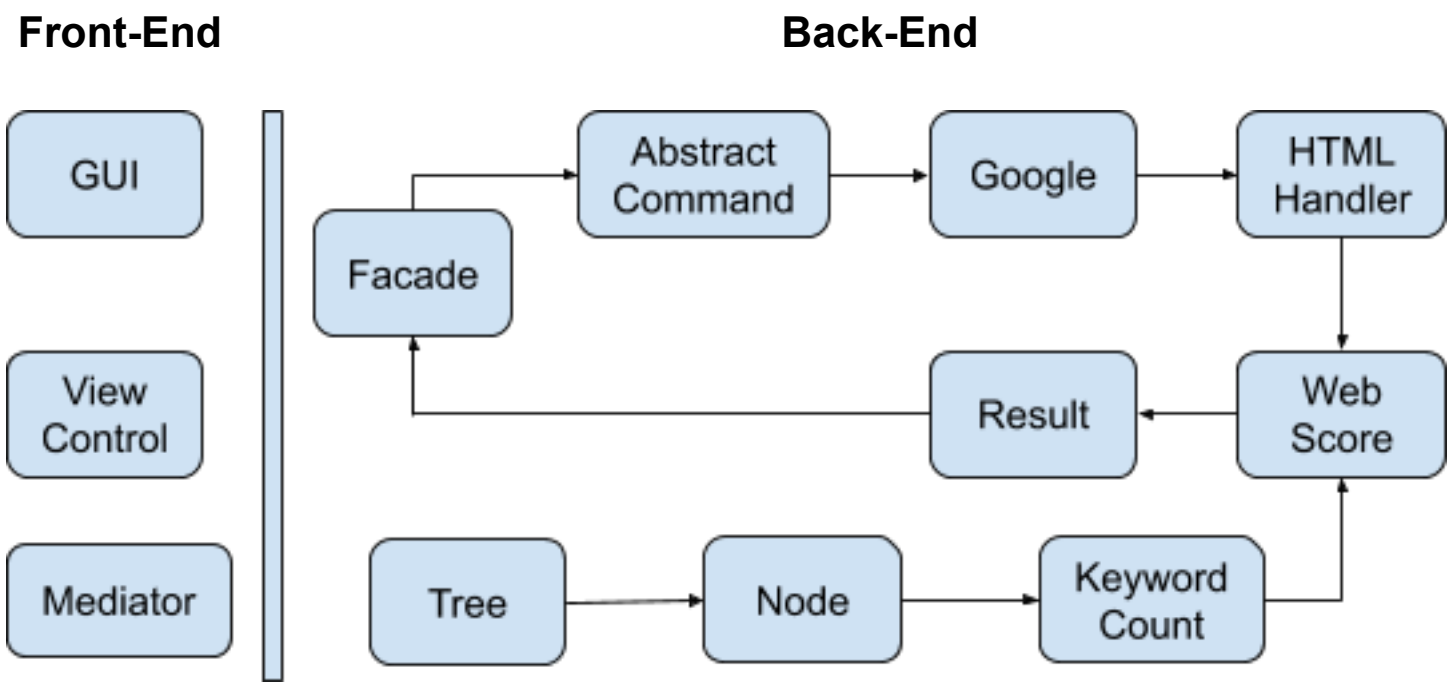 Front-End
Back-End
GUI
Abstract
Command
Google
HTML
Handler
Facade
View
Control
Result
Web
Score
Mediator
Tree
Node
Keyword
Count